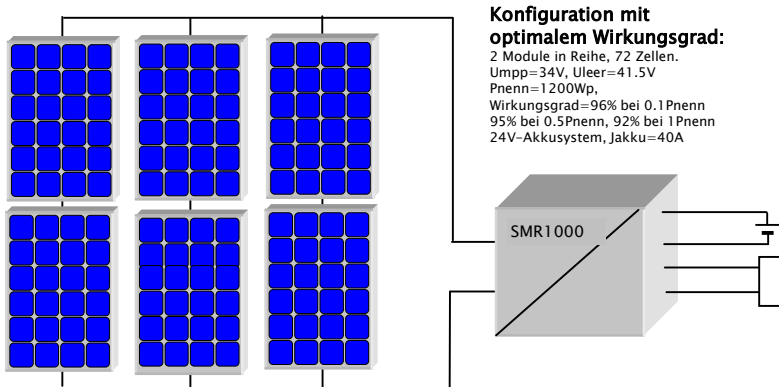 Konfiguration mit
optimalem Wirkungsgrad:
2 Module in Reihe, 72 Zellen.
Umpp=34V, Uleer=41.5V
Pnenn=1200Wp,
Wirkungsgrad=96% bei 0.1Pnenn
95% bei 0.5Pnenn, 92% bei 1Pnenn
24V-Akkusystem, Jakku=40A
SMR1000